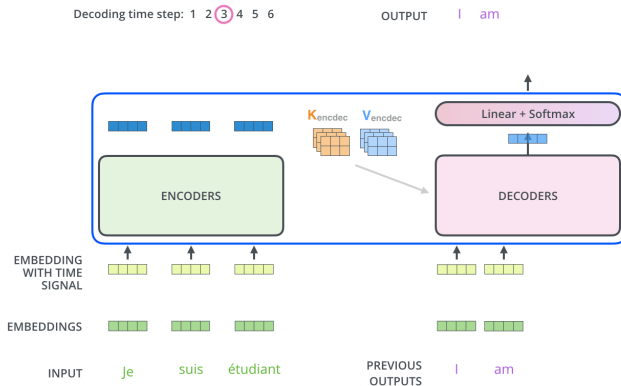 Decoding time step: 1 2 3 4 5 6
OUTPUT I am
Kencdec Vencdec
Linear + Softmax
ENCODERS
DECODERS
EMBEDDING
WITH TIME
SIGNAL
EMBEDDINGS
INPUT Je suis étudiant
PREVIOUS
OUTPUTS
I am